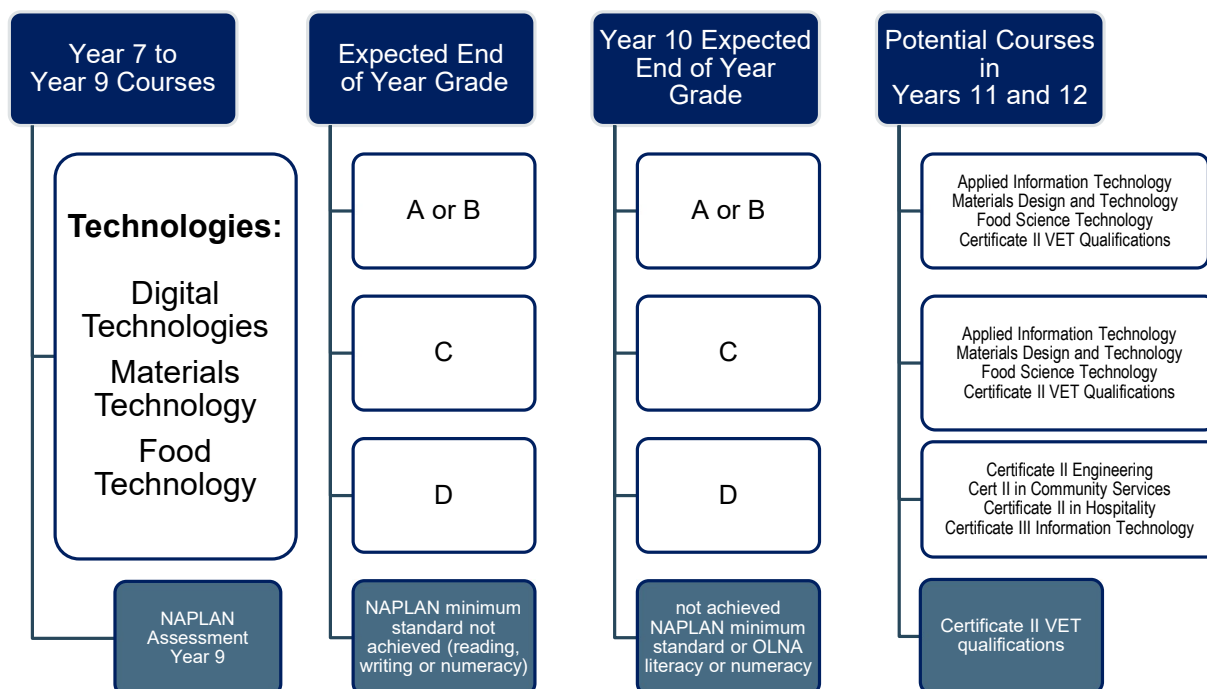 Year 7 to
Year 9 Courses
Technologies:
Digital
Technologies
Materials
Technology
Food
Technology
NAPLAN
Assessment
Year 9
Expected End
of Year Grade
A or B
C
D
NAPLAN minimum
standard not
achieved (reading,
writing or numeracy)
Year 10 Expected
End of Year
Grade
A or B
C
D
not achieved
NAPLAN minimum
standard or OLNA
literacy or numeracy
Potential Courses
in
Years 11 and 12
Applied Information Technology
Materials Design and Technology
Food Science Technology
Certificate II VET Qualifications
Applied Information Technology
Materials Design and Technology
Food Science Technology
Certificate II VET Qualifications
Certificate II Engineering
Cert II in Community Services
Certificate II in Hospitality
Certificate III Information Technology
Certificate II VET
qualifications